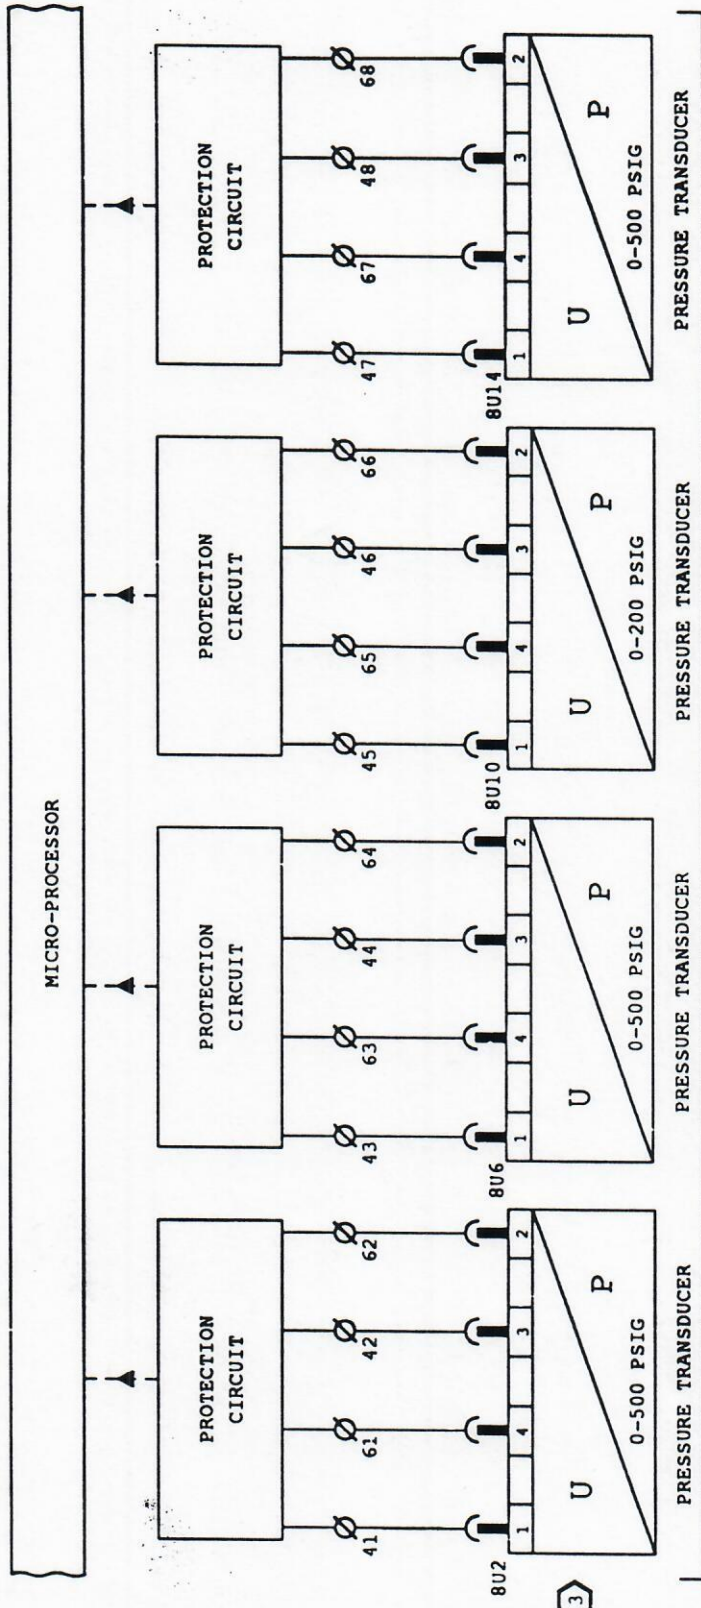 MICRO-PROCESSOR
PROTECTION
CIRCUIT
PROTECTION
CIRCUIT
PROTECTION
CIRCUIT
PROTECTION
CIRCUIT
41 61 42 62
43 63 44 64
45 65 46 66
47 67 48 68
8U2
8U6
8U10
8U14
1 4 3 2
1 4 3 2
1 4 3 2
1 4 3 2
3
U P
0-500 PSIG
U P
0-500 PSIG
U P
0-200 PSIG
U P
0-500 PSIG
PRESSURE TRANSDUCER
PRESSURE TRANSDUCER
PRESSURE TRANSDUCER
PRESSURE TRANSDUCER